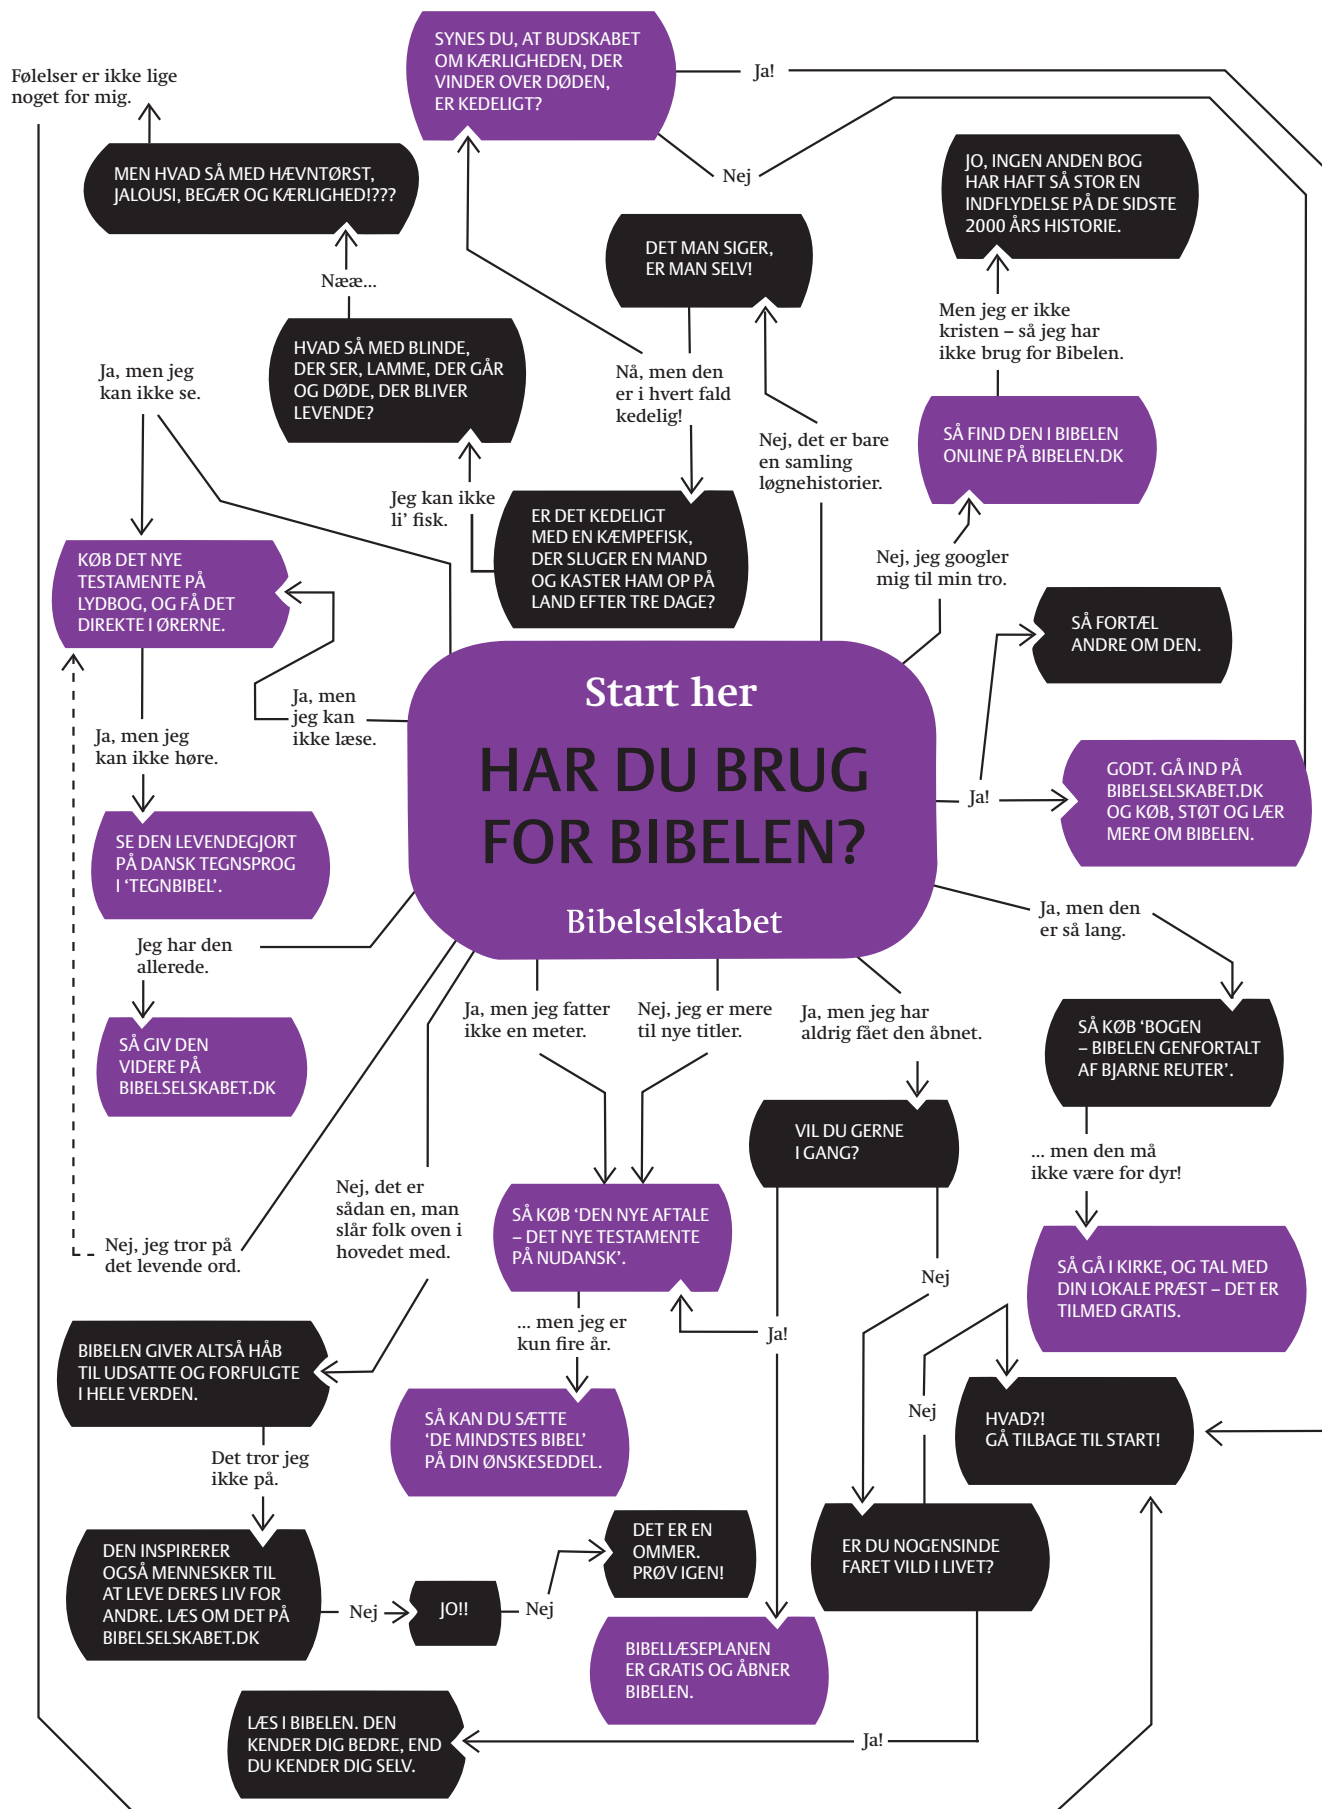 SYNES DU, AT BUDSKABET
OM KÆRLIGHEDEN, DER
VINDER OVER DØDEN,
ER KEDELIGT?
Ja!
Nej
Følelser er ikke lige
noget for mig.
MEN HVAD SÅ MED HÆVNTØRST,
JALOUSI, BEGÆR OG KÆRLIGHED!???
Næææ...
HVAD SÅ MED BLINDE,
DER SER, LAMME, DER GÅR
OG DØDE, DER BLIVER
LEVENDE?
Jeg kan ikke
li' fisk.
DET MAN SIGER,
ER MAN SELV!
Nå, men den
er i hvert fald
kedelig!
Nej, det er bare
en samling
løgnehistorier.
ER DET KEDELIGT
MED EN KÆMPEFISK,
DER SLUGER EN MAND
OG KASTER HAM OP PÅ
LAND EFTER TRE DAGE?
JO, INGEN ANDEN BOG
HAR HAFT SÅ STOR EN
INDFLYDELSE PÅ DE SIDSTE
2000 ÅRS HISTORIE.
Men jeg er ikke
kristen – så jeg har
ikke brug for Bibelen.
SÅ FIND DEN I BIBELEN
ONLINE PÅ BIBELEN.DK
Nej, jeg googler
mig til min tro.
Ja, men jeg
kan ikke se.
KØB DET NYE
TESTAMENTE PÅ
LYDBOG, OG FÅ DET
DIREKTE I ØRERNE.
Ja, men
jeg kan
ikke læse.
Ja, men jeg
kan ikke høre.
SE DEN LEVENDEGJORT
PÅ DANSK TEGNSPROG
I ‘TEGNBIBEL’.
Start her
HAR DU BRUG
FOR BIBELEN?
Bibelselskabet
SÅ FORTÆL
ANDRE OM DEN.
Ja!
GODT. GÅ IND PÅ
BIBELSELSKABET.DK
OG KØB, STØT OG LÆR
MERE OM BIBELEN.
Jeg har den
allerede.
SÅ GIV DEN
VIDERE PÅ
BIBELSELSKABET.DK
Ja, men jeg fatter
ikke en meter.
Nej, jeg er mere
til nye titler.
Ja, men jeg har
aldrig fået den åbnet.
Ja, men den
er så lang.
SÅ KØB ‘BOGEN
– BIBELEN GENFORTALT
AF BJARNE REUTER’.
... men den må
ikke være for dyr!
SÅ GÅ I KIRKE, OG TAL MED
DIN LOKALE PRÆST – DET ER
TILMED GRATIS.
VIL DU GERNE
I GANG?
Nej
Ja!
SÅ KØB ‘DEN NYE AFTALE
– DET NYE TESTAMENTE
PÅ NUDANSK’.
... men jeg er
kun fire år.
SÅ KAN DU SÆTTE
‘DE MINDSTES BIBEL’
PÅ DIN ØNSKESEDDEL.
Nej, det er
sådan en, man
slår folk oven i
hovedet med.
Nej, jeg tror på
det levende ord.
BIBELEN GIVER ALTSÅ HÅB
TIL UDSATTE OG FORFULGTE
I HELE VERDEN.
Det tror jeg
ikke på.
DEN INSPIRERER
OGSÅ MENNESKER TIL
AT LEVE DERES LIV FOR
ANDRE. LÆS OM DET PÅ
BIBELSELSKABET.DK
Nej
JO!!
Nej
DET ER EN
OMMER.
PRØV IGEN!
BIBELLÆSEPLANEN
ER GRATIS OG ÅBNER
BIBELEN.
Nej
HVAD?!
GÅ TILBAGE TIL START!
ER DU NOGENSINDE
FARET VILD I LIVET?
Ja!
LÆS I BIBELEN. DEN
KENDER DIG BEDRE, END
DU KENDER DIG SELV.